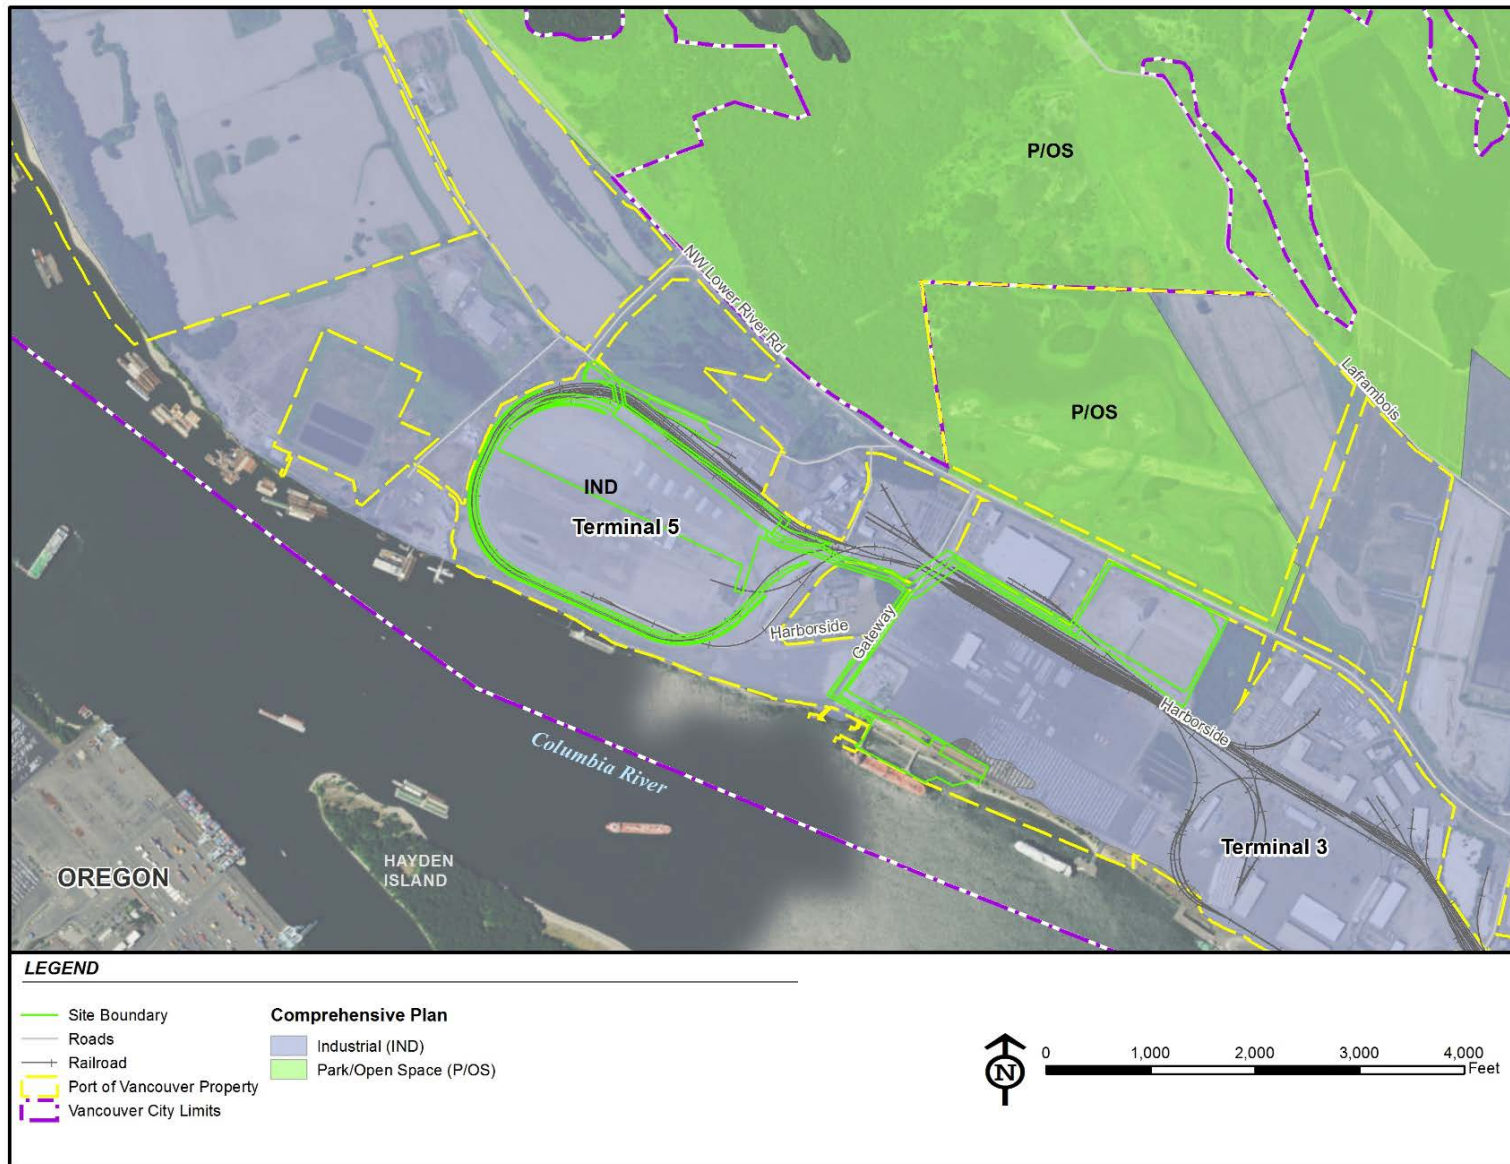 P/OS
NW Lower River Rd
P/OS
Laframbois
IND
Terminal 5
Harborside
Gateway
Harborside
Columbia River
Terminal 3
OREGON
HAYDEN
ISLAND
LEGEND
Site Boundary
Roads
Railroad
Port of Vancouver Property
Vancouver City Limits
Comprehensive Plan
Industrial (IND)
Park/Open Space (P/OS)
N
0 1,000 2,000 3,000 4,000
Feet